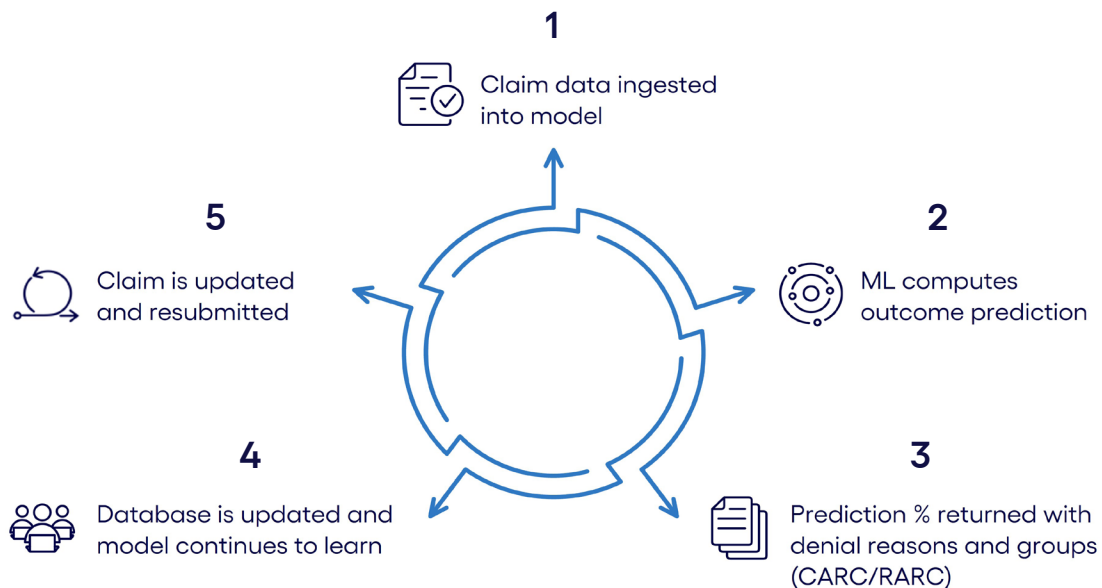 1
Claim data ingested
into model
2
ML computes
outcome prediction
3
Prediction % returned with
denial reasons and groups
(CARC/RARC)
4
Database is updated and
model continues to learn
5
Claim is updated
and resubmitted